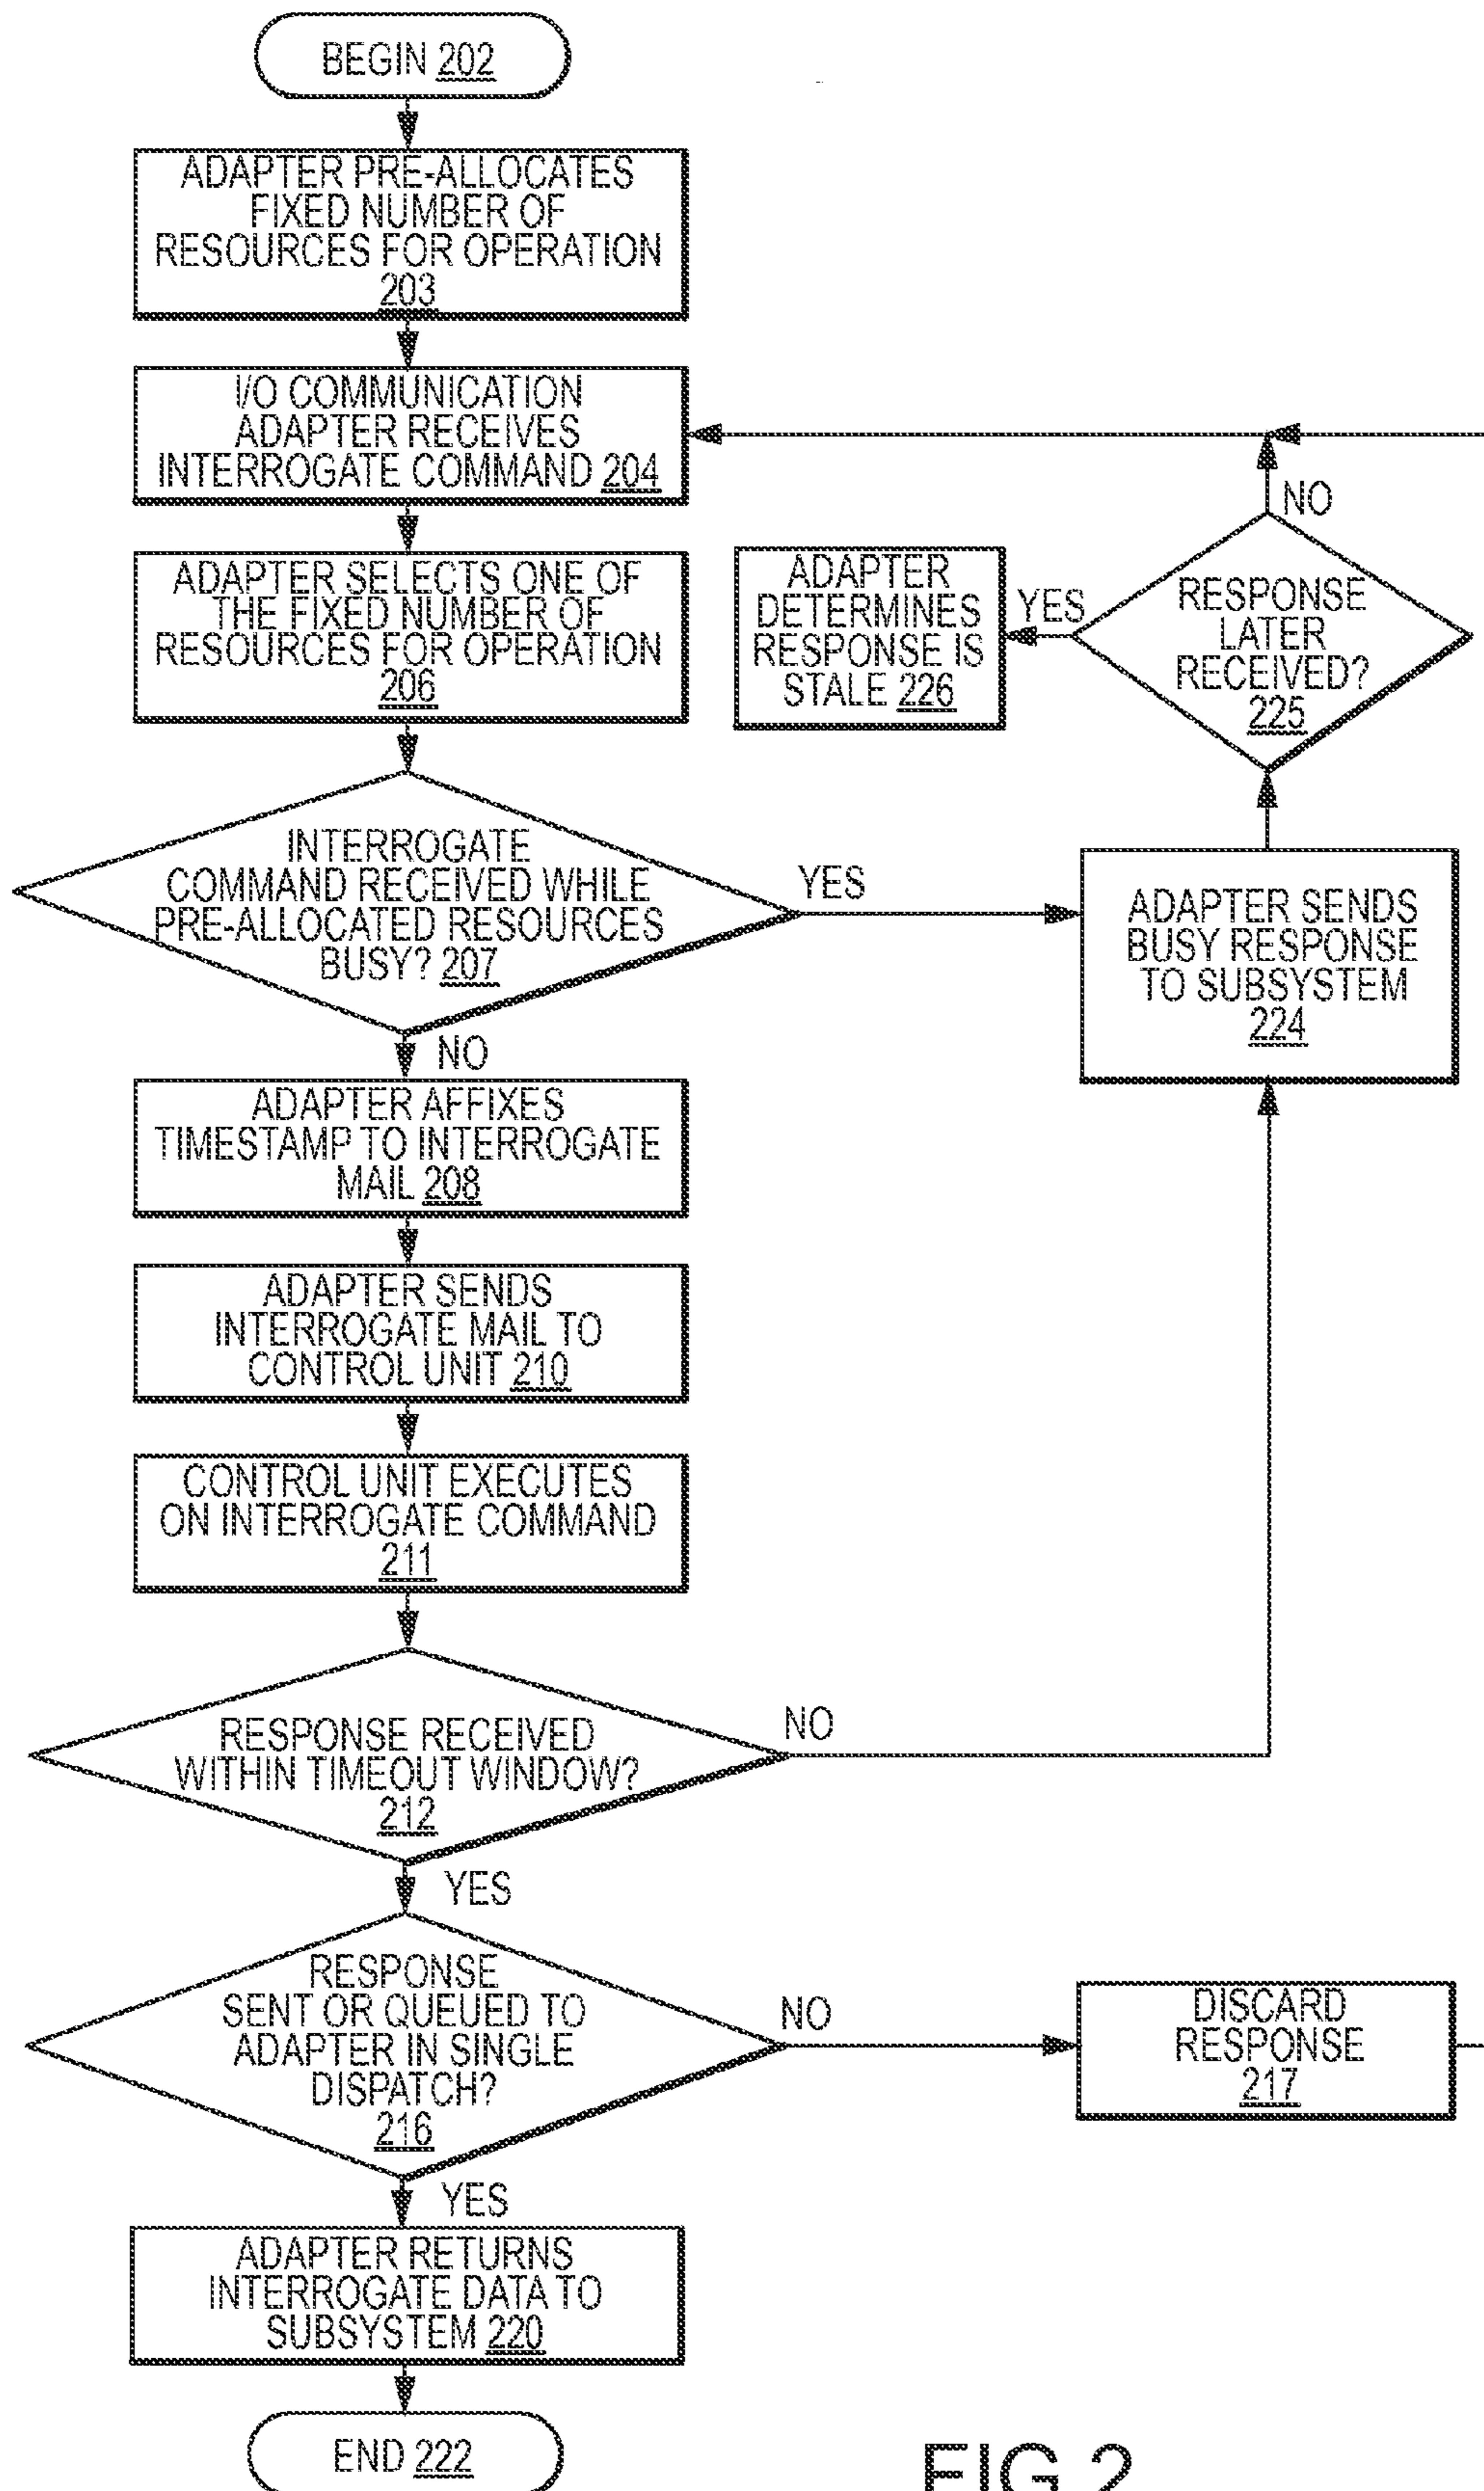 BEGIN 202
ADAPTER PRE-ALLOCATES
FIXED NUMBER OF
RESOURCES FOR OPERATION
203
I/O COMMUNICATION
ADAPTER RECEIVES
INTERROGATE COMMAND 204
ADAPTER SELECTS ONE OF
THE FIXED NUMBER OF
RESOURCES FOR OPERATION
206
INTERROGATE
COMMAND RECEIVED WHILE
PRE-ALLOCATED RESOURCES
BUSY? 207
YES
NO
ADAPTER SENDS
BUSY RESPONSE
TO SUBSYSTEM
224
RESPONSE
LATER
RECEIVED?
225
NO
YES
ADAPTER
DETERMINES
RESPONSE IS
STALE 226
ADAPTER AFFIXES
TIMESTAMP TO INTERROGATE
MAIL 208
ADAPTER SENDS
INTERROGATE MAIL TO
CONTROL UNIT 210
CONTROL UNIT EXECUTES
ON INTERROGATE COMMAND
211
RESPONSE RECEIVED
WITHIN TIMEOUT WINDOW?
212
NO
YES
RESPONSE
SENT OR QUEUED TO
ADAPTER IN SINGLE
DISPATCH?
216
NO
DISCARD
RESPONSE
217
YES
ADAPTER RETURNS
INTERROGATE DATA TO
SUBSYSTEM 220
END 222
FIG.2